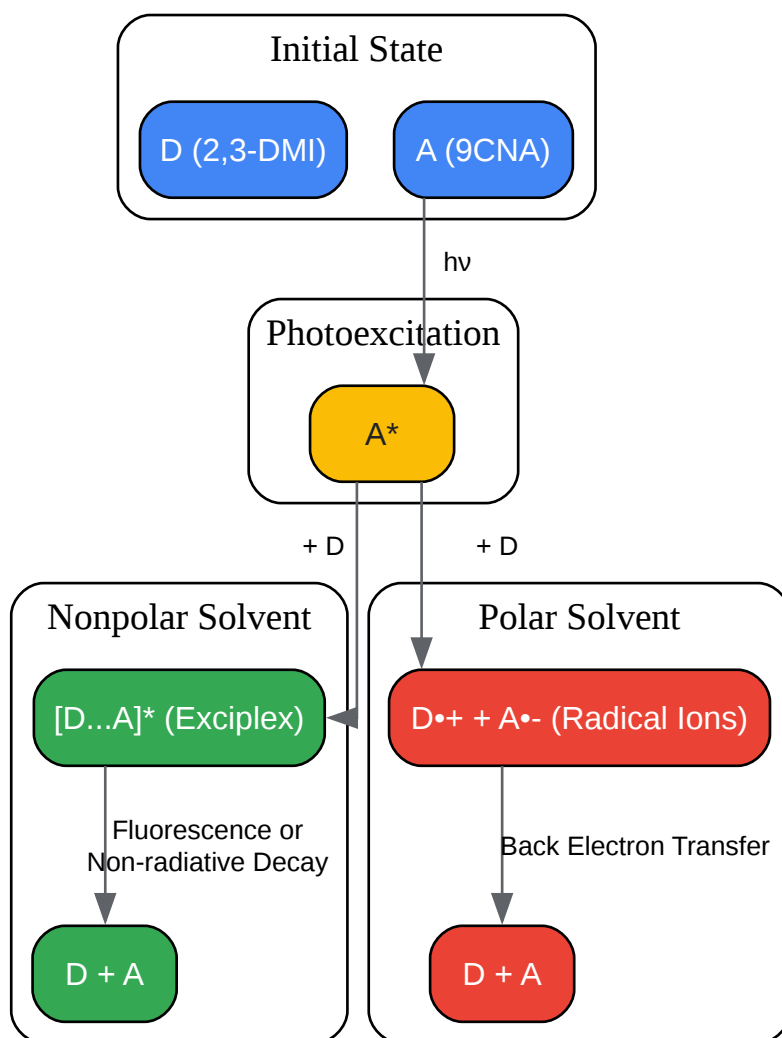 Initial State
D (2,3-DMI)
A (9CNA)
hν
Photoexcitation
A*
+ D
+ D
Nonpolar Solvent
[D...A]* (Exciplex)
Fluorescence or
Non-radiative Decay
D + A
Polar Solvent
D•+ + A•- (Radical Ions)
Back Electron Transfer
D + A